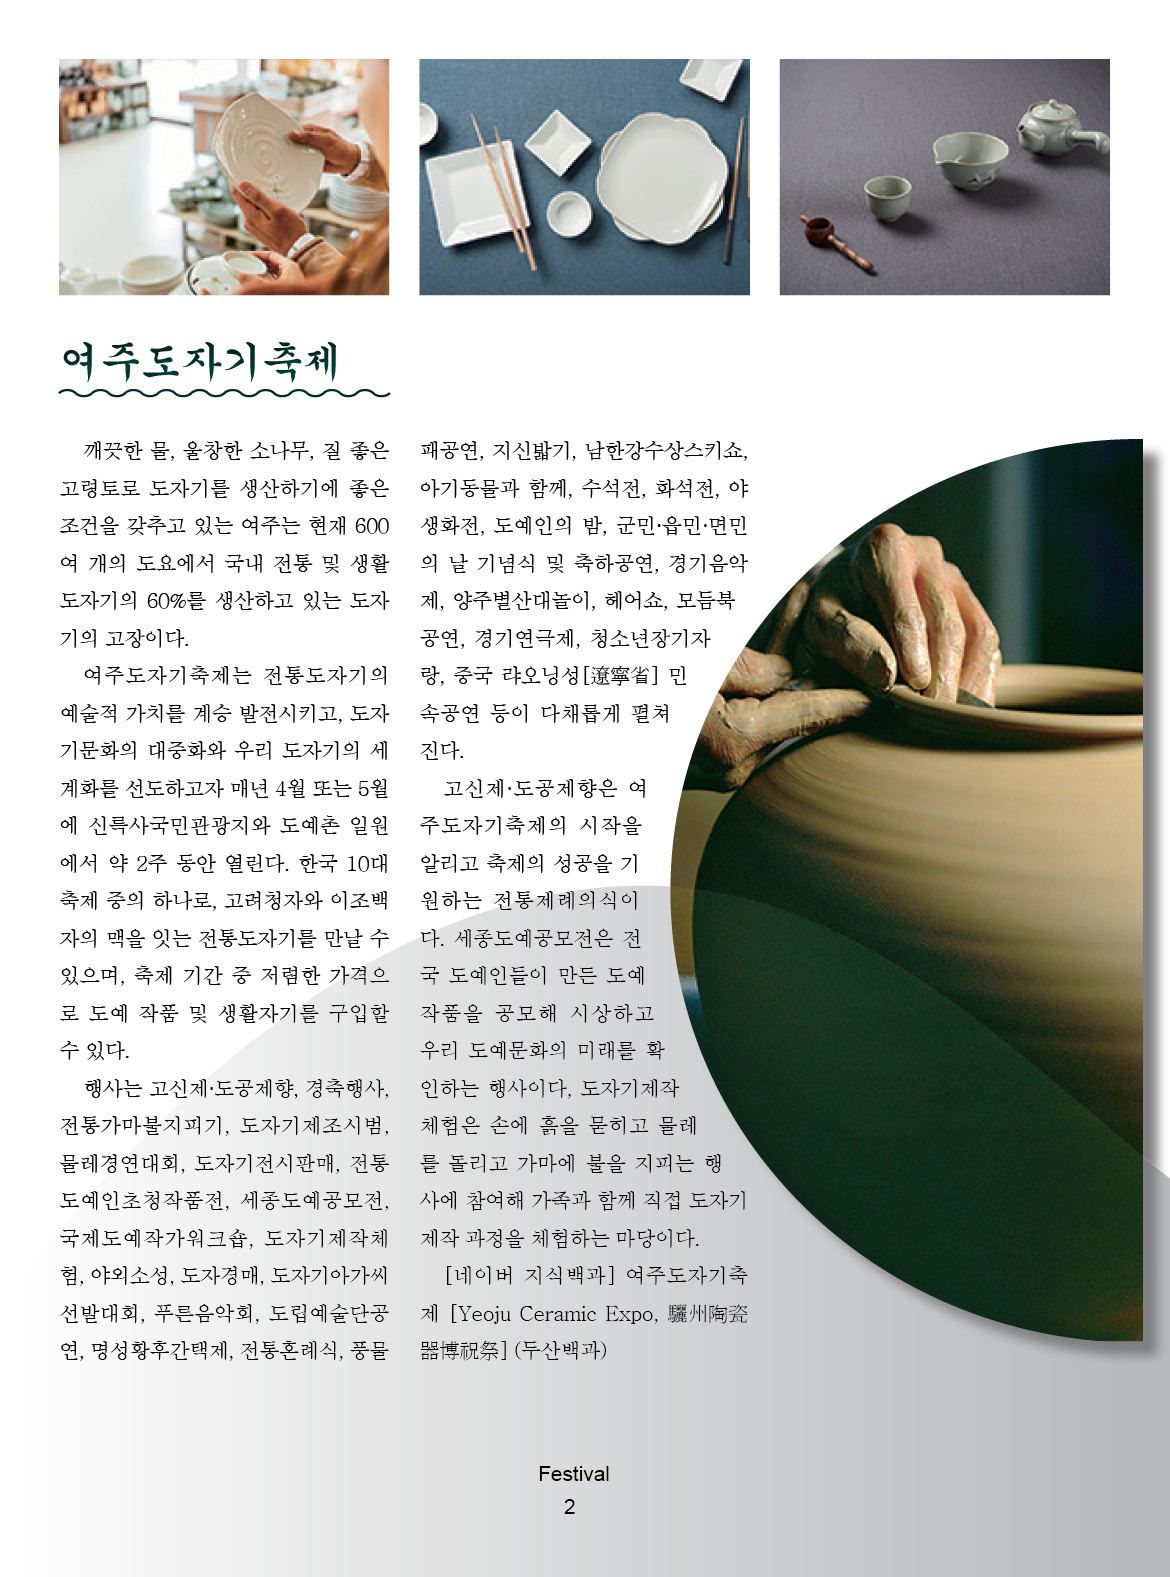 여주도자기축제
깨끗한 물, 울창한 소나무, 질 좋은
고령토로 도자기를 생산하기에 좋은
조건을 갖추고 있는 여주는 현재 600
여 개의 도요에서 국내 전통 및 생활
도자기의 60%를 생산하고 있는 도자
기의 고장이다.
여주도자기축제는 전통도자기의
예술적 가치를 계승 발전시키고, 도자
기문화의 대중화와 우리 도자기의 세
계화를 선도하고자 매년 4월 또는 5월
에 신륵사국민관광지와 도예촌 일원
에서 약 2주 동안 열린다. 한국 10대
축제 중의 하나로, 고려청자와 이조백
자의 맥을 잇는 전통도자기를 만날 수
있으며, 축제 기간 중 저렴한 가격으
로 도예 작품 및 생활자기를 구입할
수 있다.
행사는 고신제·도공제향, 경축행사,
전통가마불지피기, 도자기제조시범,
물레경연대회, 도자기전시판매, 전통
도예인초청작품전, 세종도예공모전,
국제도예작가워크숍, 도자기제작체
험, 야외소성, 도자경매, 도자기아가씨
선발대회, 푸른음악회, 도립예술단공
연, 명성황후간택제, 전통혼례식, 풍물
패공연, 지신밟기, 남한강수상스키쇼,
아기동물과 함께, 수석전, 화석전, 야
생화전, 도예인의 밤, 군민·읍민·면민
의 날 기념식 및 축하공연, 경기음악
제, 양주별산대놀이, 헤어쇼, 모듬북
공연, 경기연극제, 청소년장기자
랑, 중국 랴오닝성[遼寧省] 민
속공연 등이 다채롭게 펼쳐
진다.
고신제·도공제향은 여
주도자기축제의 시작을
알리고 축제의 성공을 기
원하는 전통제례의식이
다. 세종도예공모전은 전
국 도예인들이 만든 도예
작품을 공모해 시상하고
우리 도예문화의 미래를 확
인하는 행사이다, 도자기제작
체험은 손에 흙을 묻히고 물레
를 돌리고 가마에 불을 지피는 행
사에 참여해 가족과 함께 직접 도자기
제작 과정을 체험하는 마당이다.
[네이버 지식백과] 여주도자기축
제 [Yeoju Ceramic Expo, 驪州陶瓷
器博祝祭] (두산백과)
Festival
2